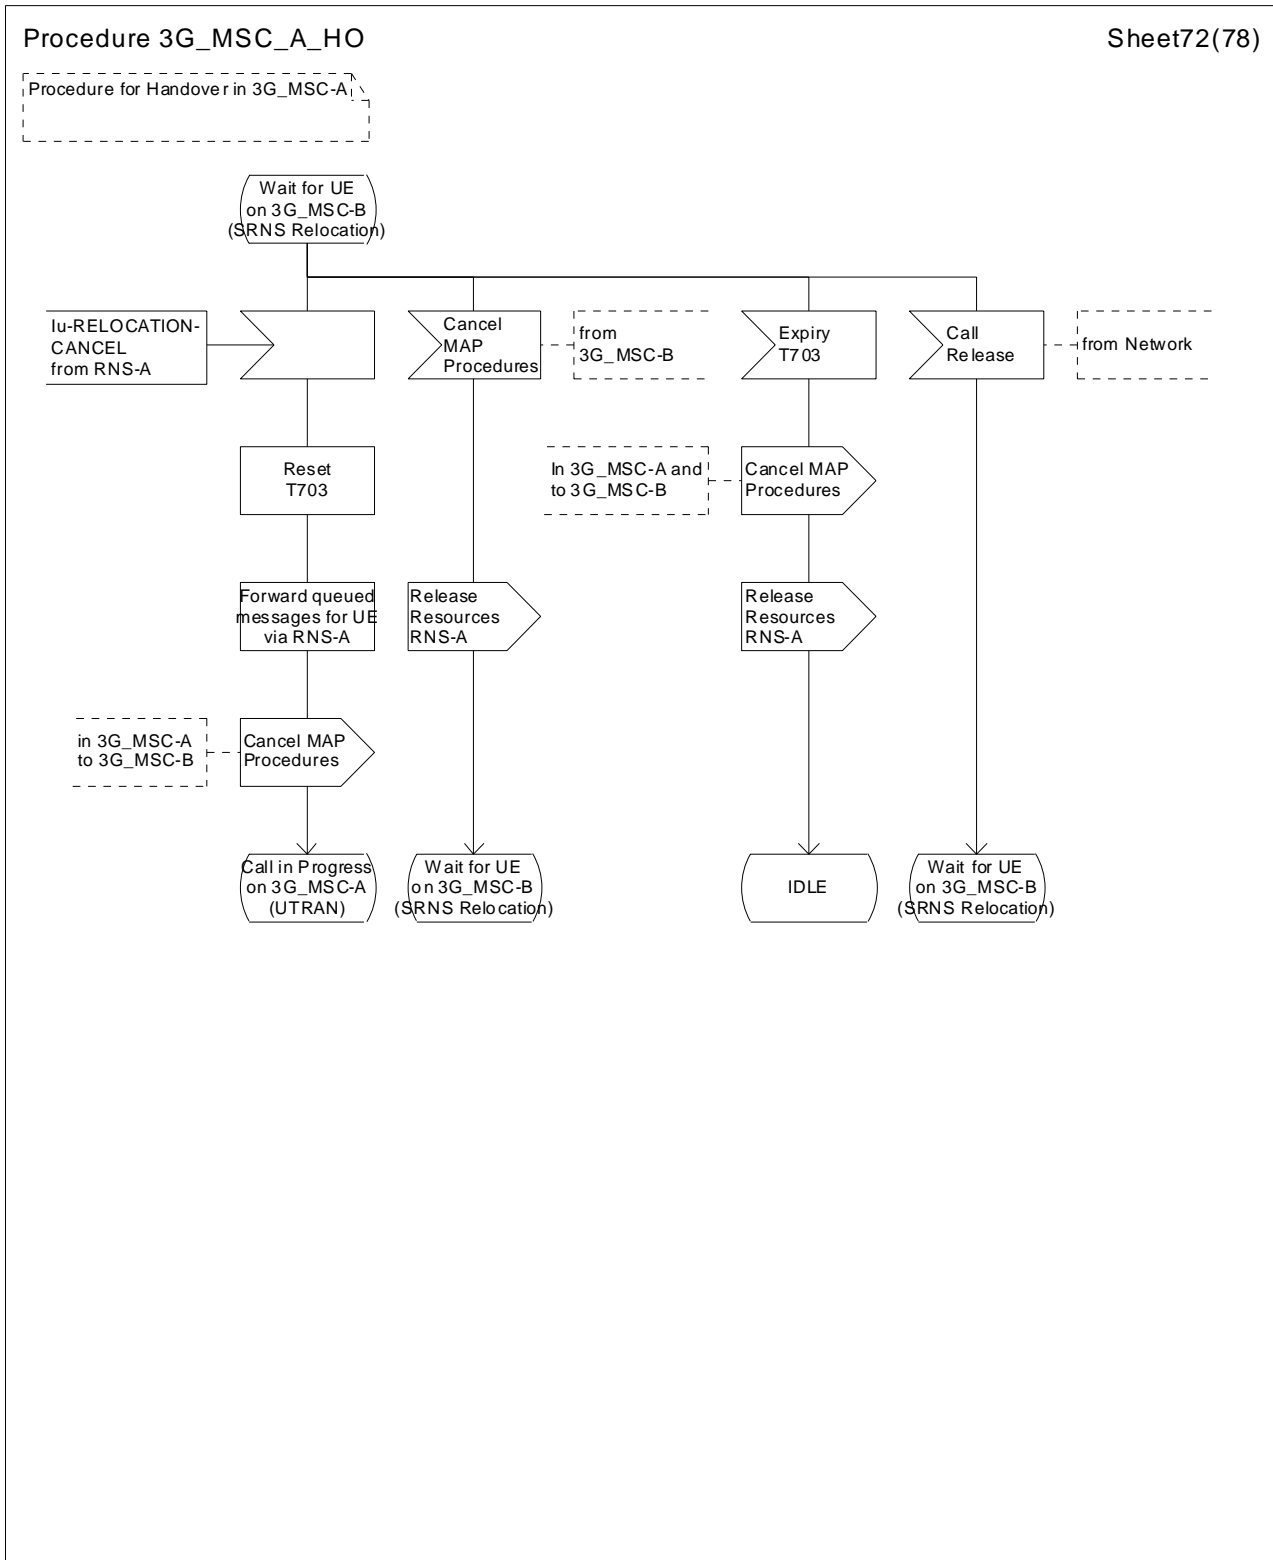 Procedure 3G_MSC_A_HO
Sheet72(78)
Procedure for Handover in 3G_MSC-A
Wait for UE
on 3G_MSC-B
(SRNS Relocation)
Iu-RELOCATION-
CANCEL
from RNS-A
Cancel
MAP
Procedures
from
3G_MSC-B
Expiry
T703
Call
Release
from Network
Reset
T703
In 3G_MSC-A and
to 3G_MSC-B
Cancel MAP
Procedures
Forward queued
messages for UE
via RNS-A
Release
Resources
RNS-A
Release
Resources
RNS-A
in 3G_MSC-A
to 3G_MSC-B
Cancel MAP
Procedures
Call in Progress
on 3G_MSC-A
(UTRAN)
Wait for UE
on 3G_MSC-B
(SRNS Relocation)
IDLE
Wait for UE
on 3G_MSC-B
(SRNS Relocation)